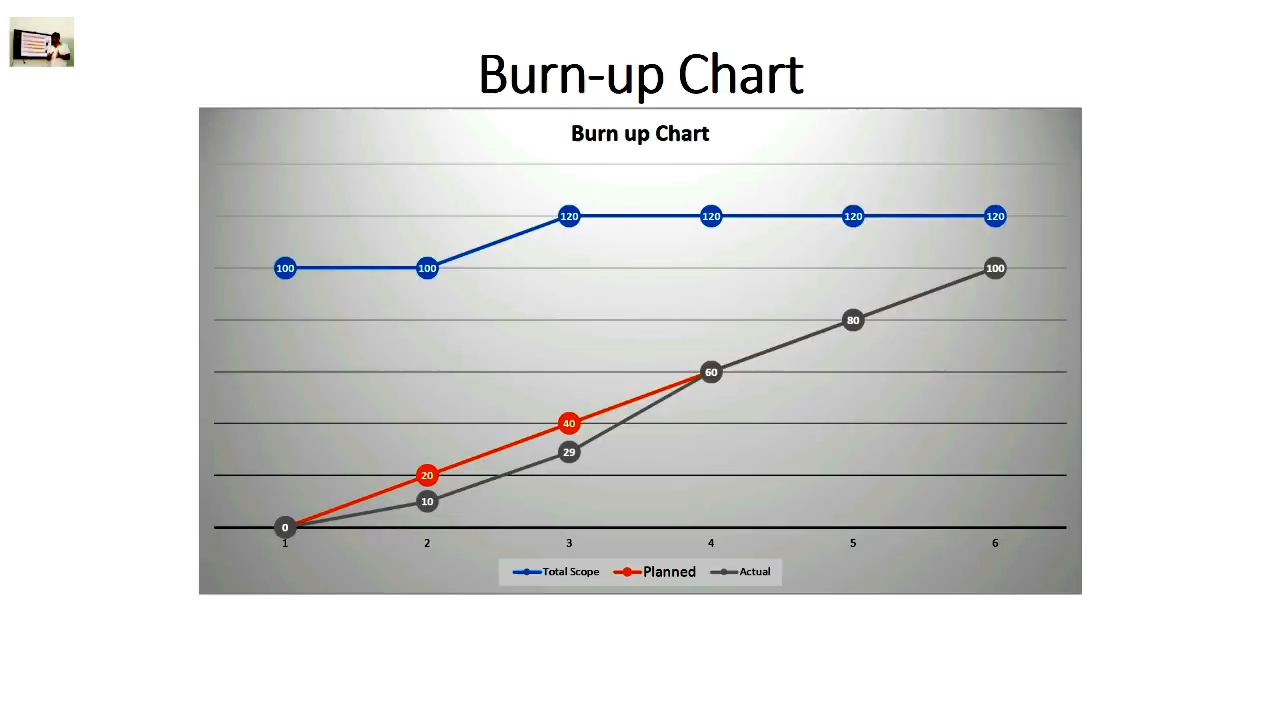 Burn-up Chart
Burn up Chart
120 120 120 120
100 100 100
80
60
40
29
20
10
0
1 2 3 4 5 6
Total Scope Planned Actual